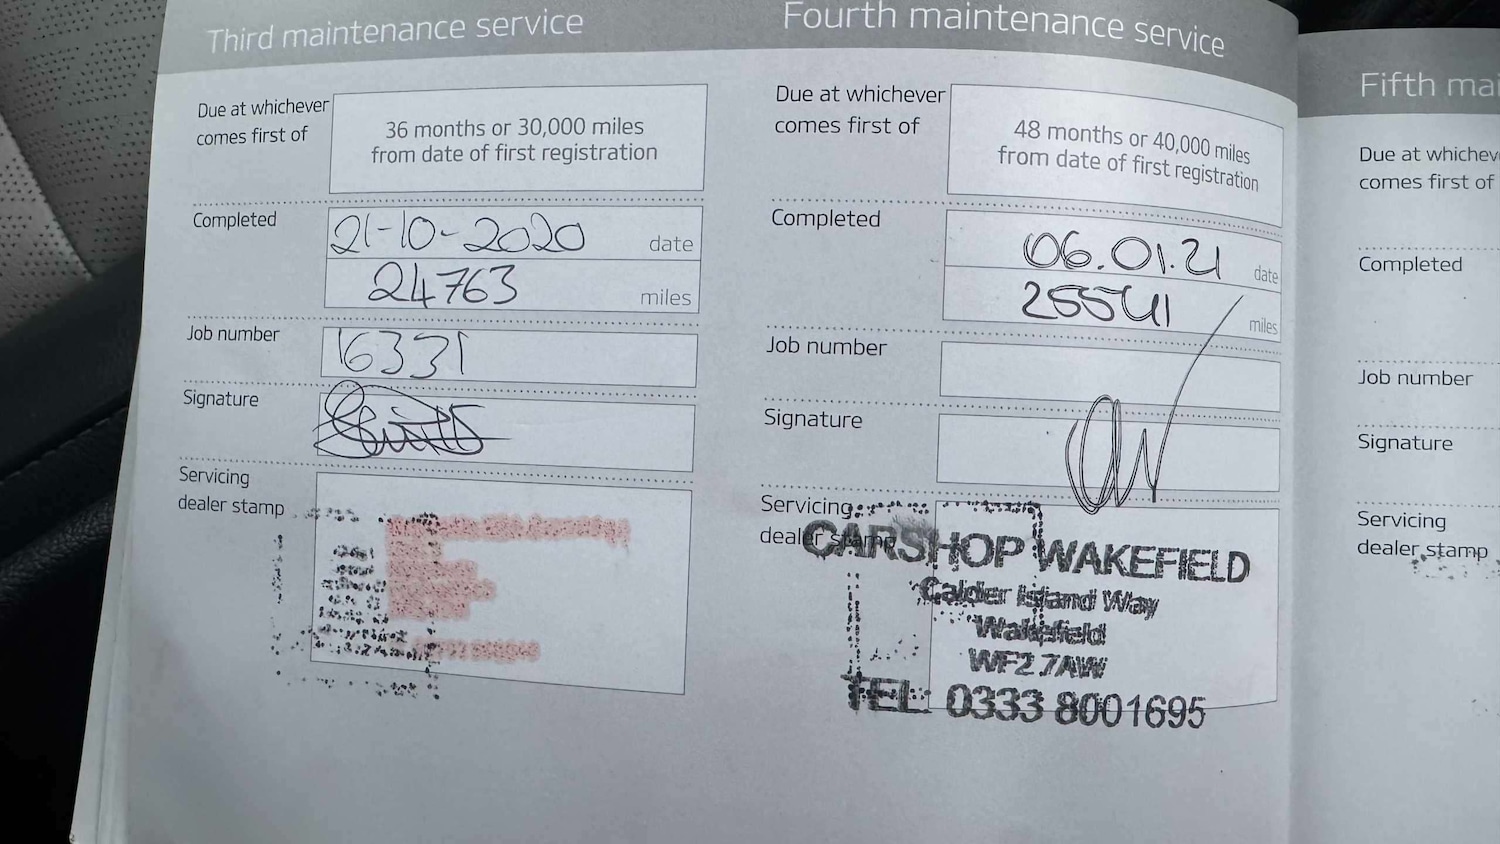 Third maintenance service
Due at whichever
comes first of
36 months or 30,000 miles
from date of first registration
Completed
21-10-2020 date
24763 miles
Job number
16331
Signature
Servicing
dealer stamp
Fourth maintenance service
Due at whichever
comes first of
48 months or 40,000 miles
from date of first registration
Completed
06.01.21 date
25541 miles
Job number
Signature
Servicing
dealer stamp
CARSHOP WAKEFIELD
Calder Island Way
Wakefield
WF2 7AW
TEL: 0333 8001695
Fifth mai
Due at whichev
comes first of
Completed
Job number
Signature
Servicing
dealer stamp